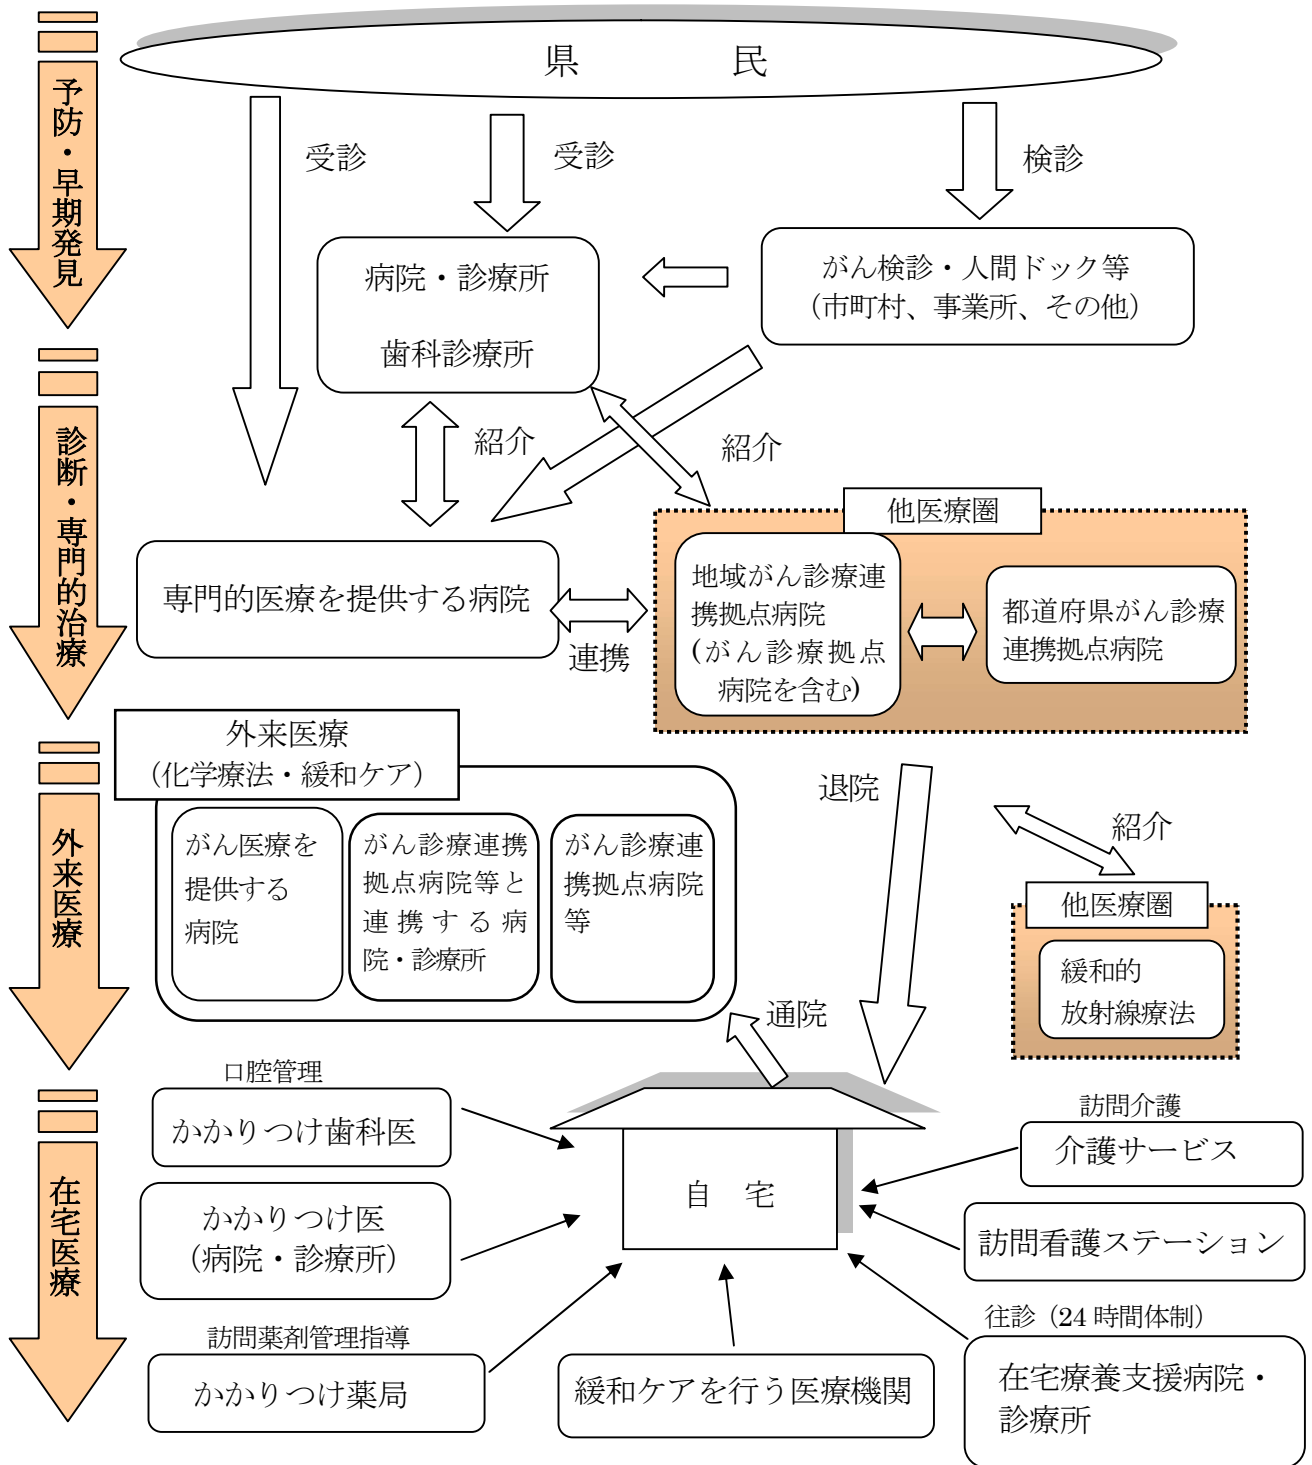 県　民
予防・早期発見
受診
受診
検診
病院・診療所
歯科診療所
がん検診・人間ドック等
（市町村、事業所、その他）
診断・専門的治療
紹介
紹介
他医療圏
専門的医療を提供する病院
連携
地域がん診療連
携拠点病院
(がん診療拠点
病院を含む)
都道府県がん診療
連携拠点病院
外来医療
外来医療
（化学療法・緩和ケア）
がん医療を
提供する
病院
がん診療連携
拠点病院等と
連携する病
院・診療所
がん診療連
携拠点病院
等
退院
紹介
他医療圏
緩和的
放射線療法
通院
在宅医療
口腔管理
かかりつけ歯科医
かかりつけ医
（病院・診療所）
訪問薬剤管理指導
かかりつけ薬局
自　宅
緩和ケアを行う医療機関
訪問介護
介護サービス
訪問看護ステーション
往診（24 時間体制）
在宅療養支援病院・
診療所